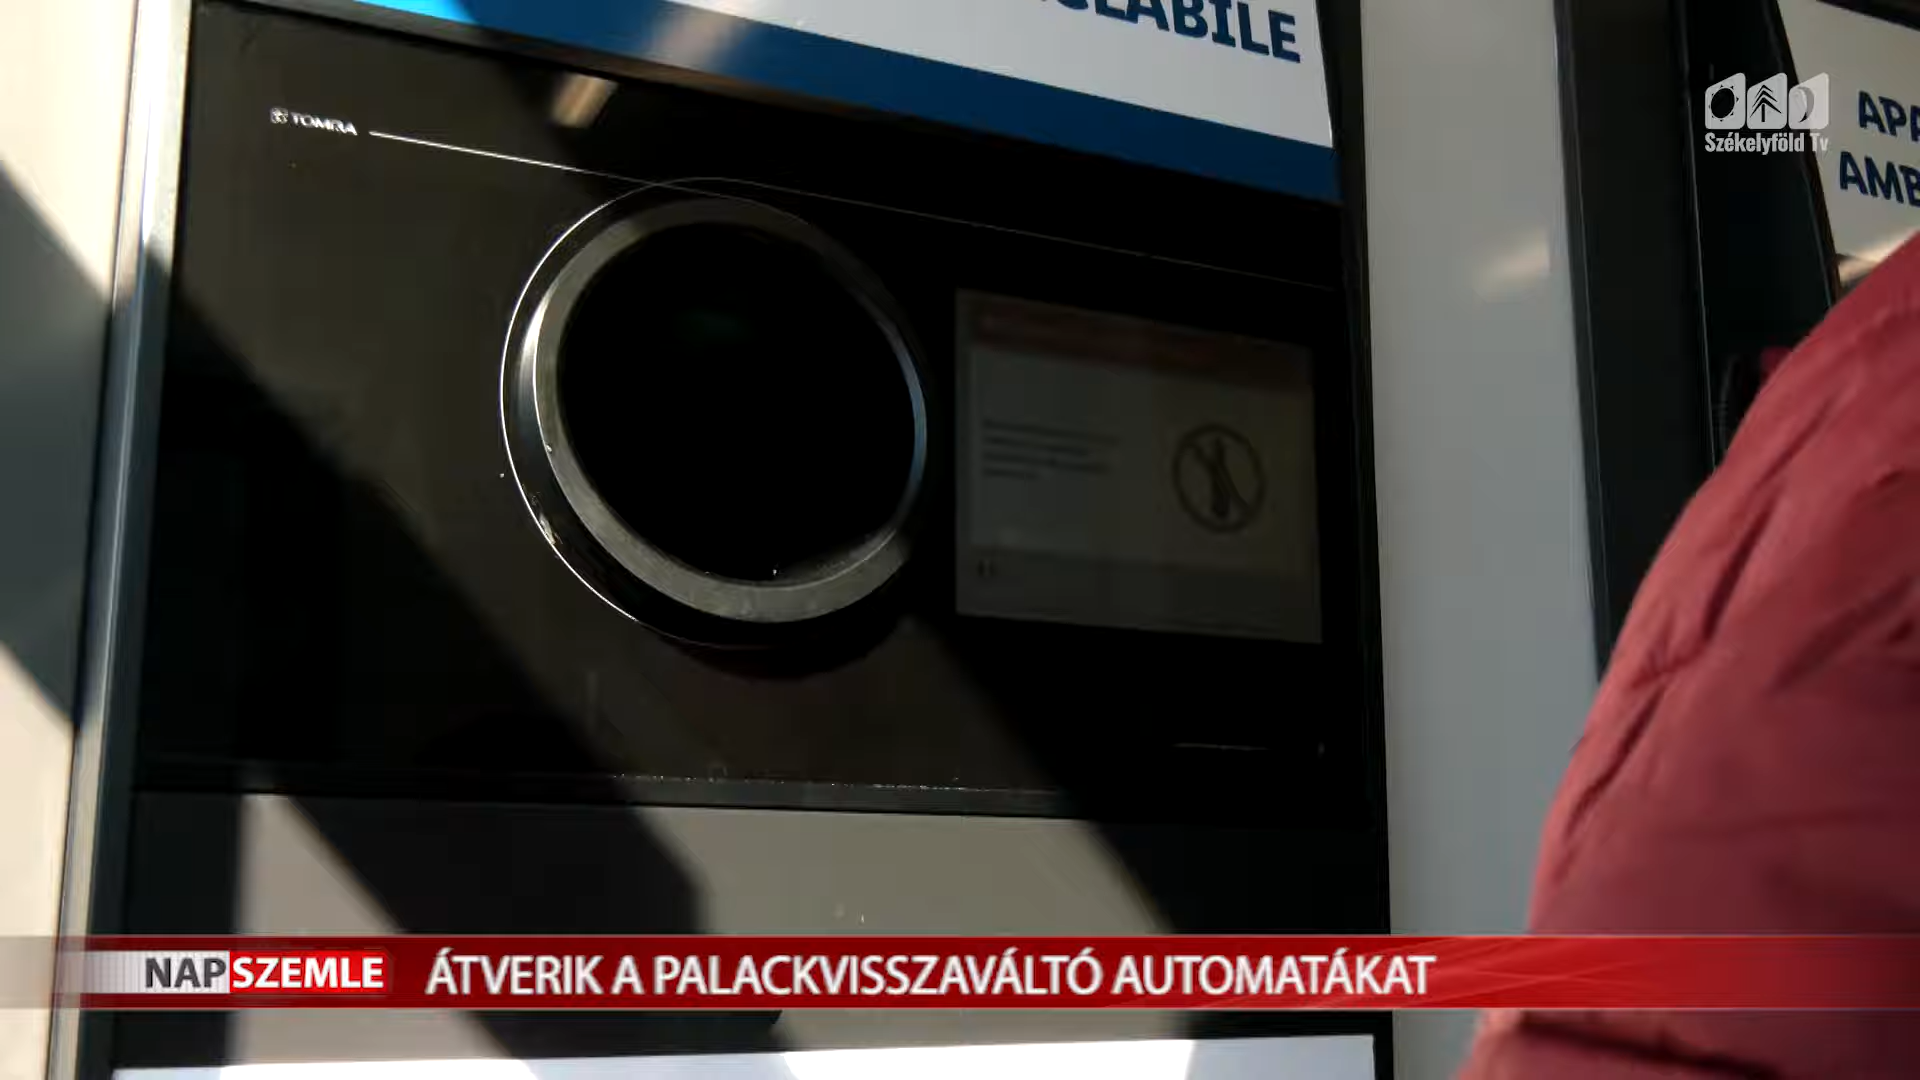 CLABILE
TOMRA
APA
AMB
Székelyföld Tv
NAPSZEMLE
ÁTVERIK A PALACKVISSZAVÁLTÓ AUTOMATÁKAT